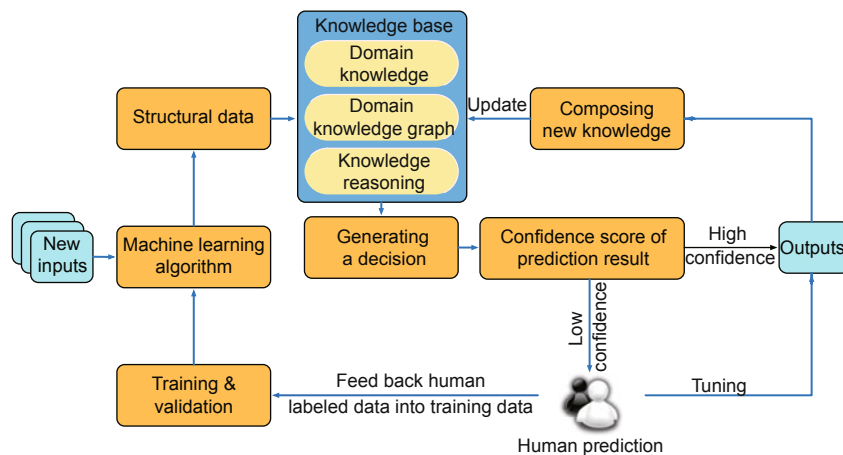 Knowledge base
Domain
knowledge
Domain
knowledge graph
Knowledge
reasoning
Structural data
Update
Composing
new knowledge
New
inputs
Machine learning
algorithm
Generating
a decision
Confidence score of
prediction result
High
confidence
Outputs
Low
confidence
Training &
validation
Feed back human
labeled data into training data
Tuning
Human prediction